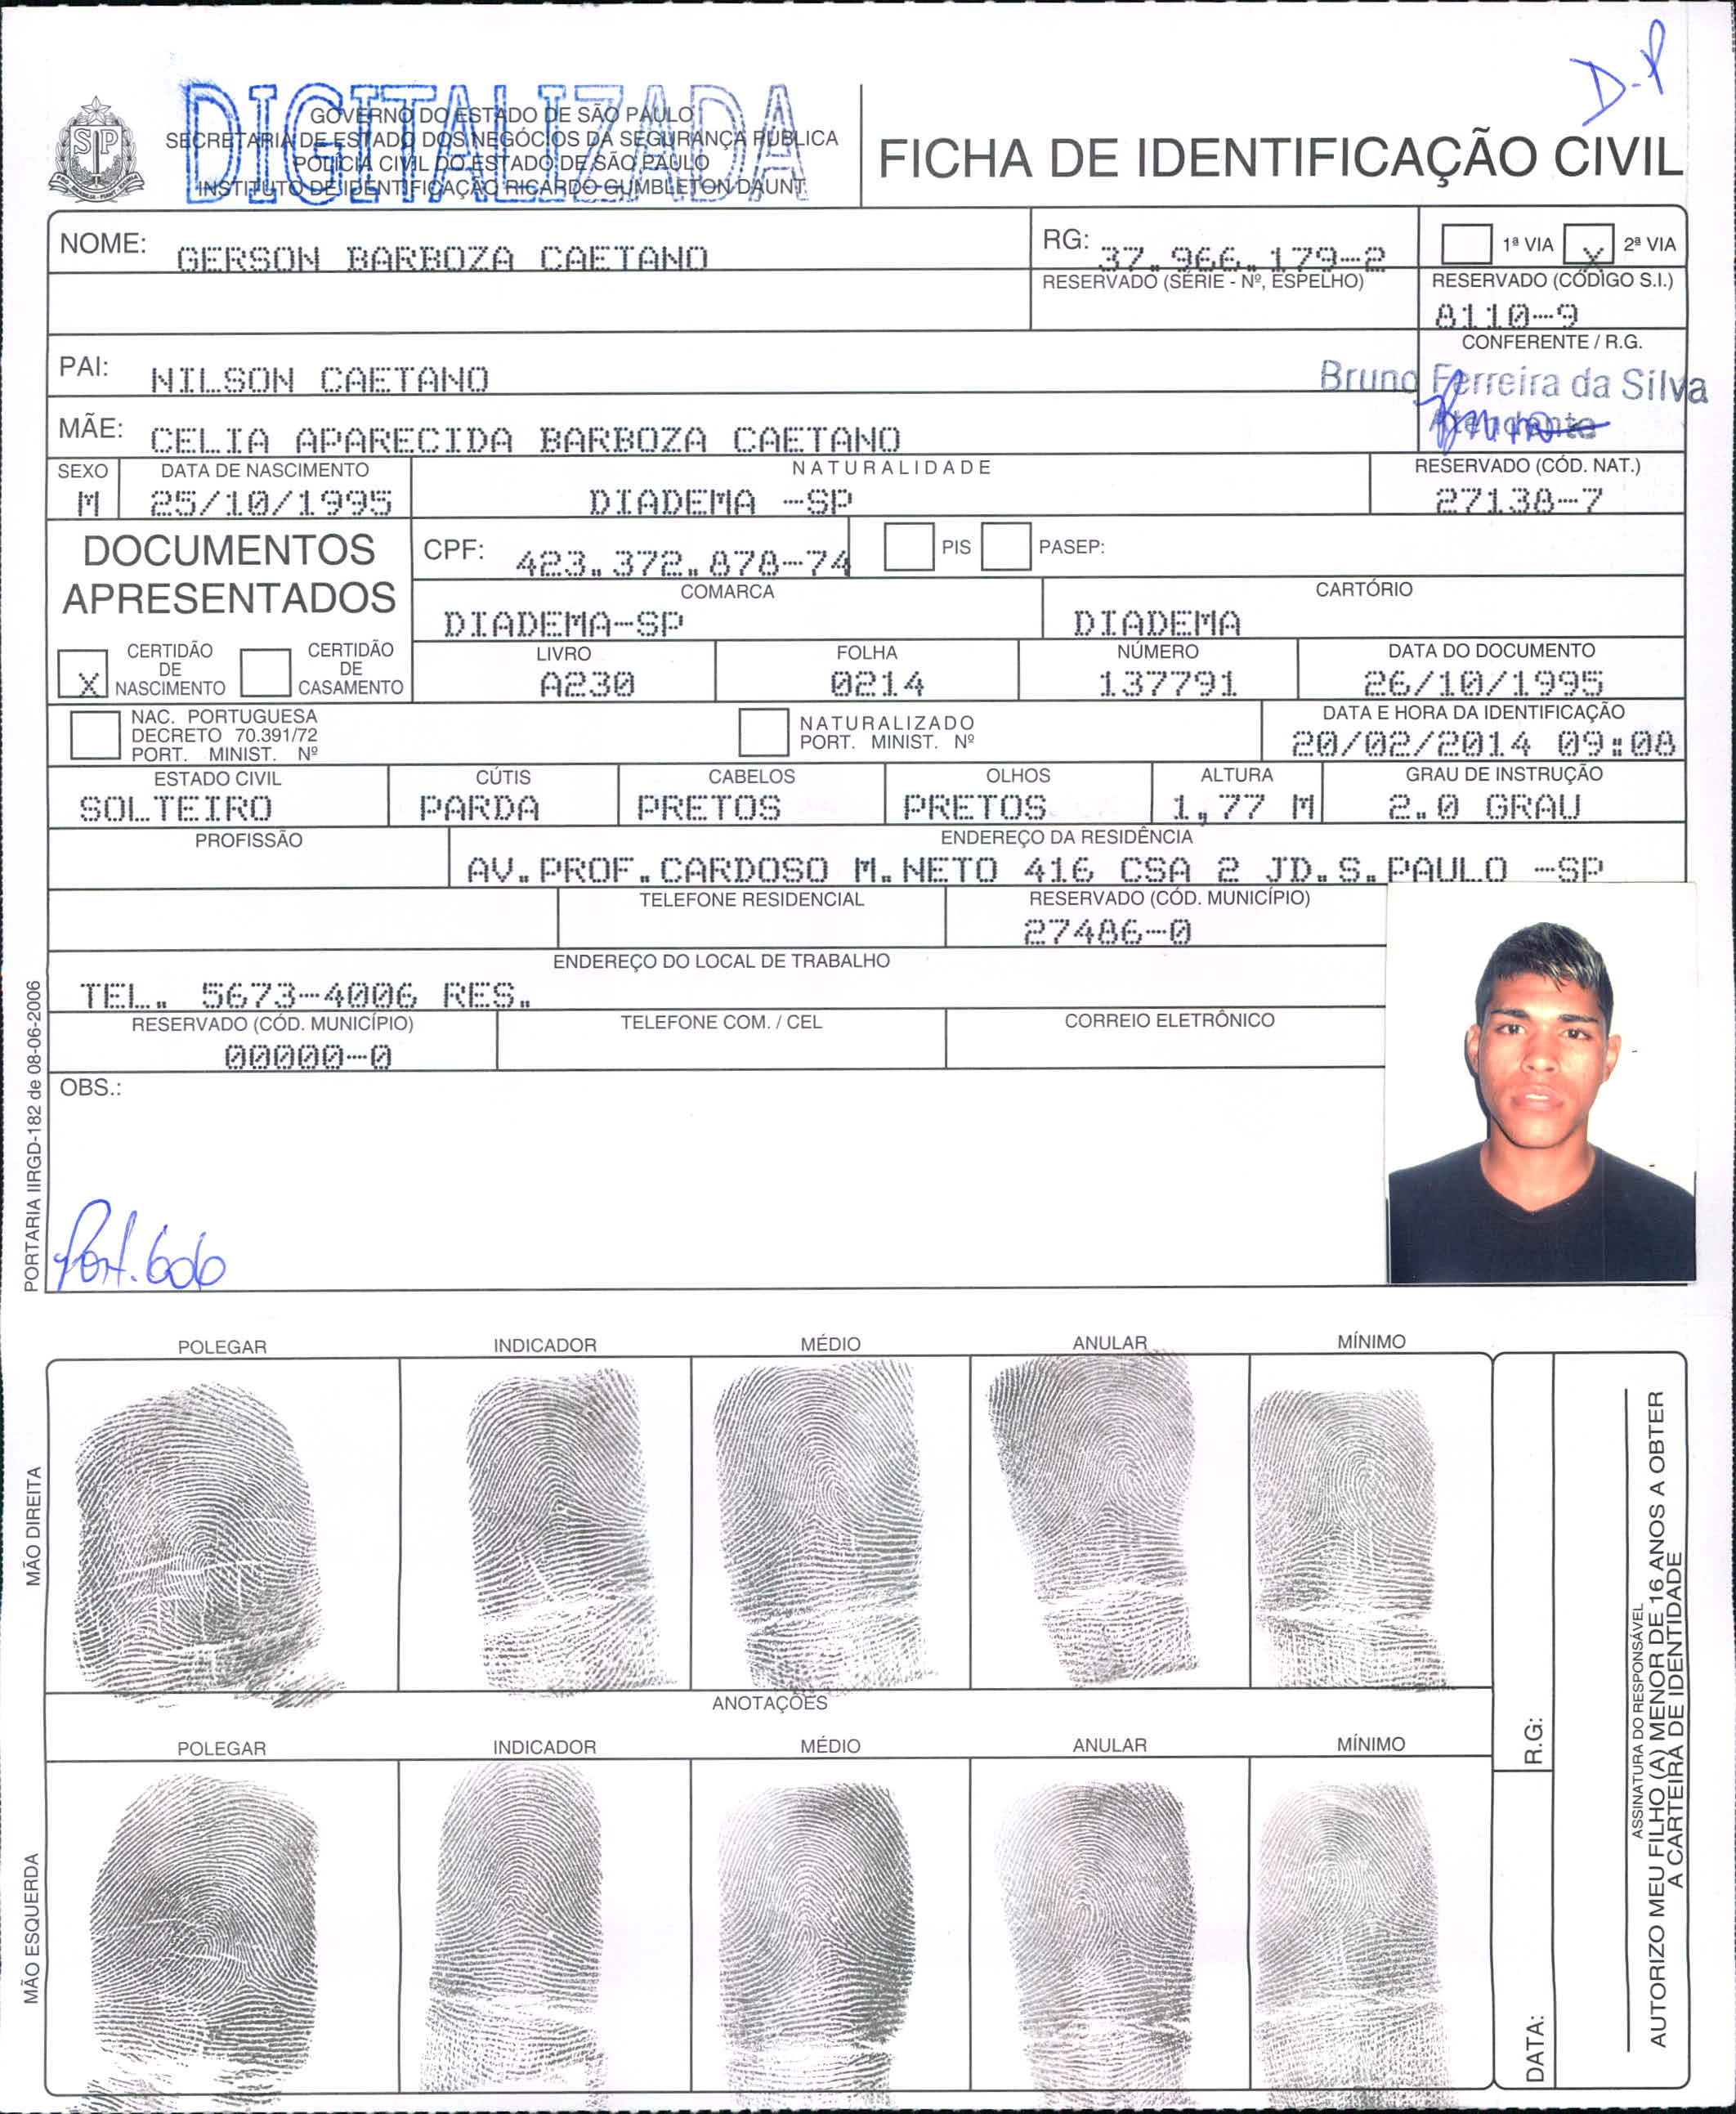 D-P
DIGITALIZADA
GOVERNO DO ESTADO DE SÃO PAULO
SECRETARIA DE ESTADO DOS NEGÓCIOS DA SEGURANÇA PÚBLICA
POLÍCIA CIVIL DO ESTADO DE SÃO PAULO
INSTITUTO DE IDENTIFICAÇÃO RICARDO GUMBLETON DAUNT
SP
FICHA DE IDENTIFICAÇÃO CIVIL
NOME: GERSON BARBOZA CAETANO
RG: 37.966.179-2
1ª VIA X 2ª VIA
RESERVADO (SÉRIE - Nº, ESPELHO)
RESERVADO (CÓDIGO S.I.)
8110-9
CONFERENTE / R.G.
PAI: NILSON CAETANO
Bruno Ferreira da Silva
Atendente
MÃE: CELIA APARECIDA BARBOZA CAETANO
SEXO DATA DE NASCIMENTO NATURALIDADE RESERVADO (CÓD. NAT.)
M 25/10/1995 DIADEMA -SP 27138-7
DOCUMENTOS
APRESENTADOS
CPF: 423.372.878-74 PIS PASEP:
COMARCA CARTÓRIO
DIADEMA-SP DIADEMA
X CERTIDÃO DE NASCIMENTO
CERTIDÃO DE CASAMENTO
LIVRO FOLHA NÚMERO DATA DO DOCUMENTO
A230 0214 137791 26/10/1995
NAC. PORTUGUESA
DECRETO 70.391/72
PORT. MINIST. Nº
NATURALIZADO
PORT. MINIST. Nº
DATA E HORA DA IDENTIFICAÇÃO
20/02/2014 09:08
ESTADO CIVIL CÚTIS CABELOS OLHOS ALTURA GRAU DE INSTRUÇÃO
SOLTEIRO PARDA PRETOS PRETOS 1,77 M 2.0 GRAU
PROFISSÃO ENDEREÇO DA RESIDÊNCIA
AV.PROF.CARDOSO M.NETO 416 CSA 2 JD.S.PAULO -SP
TELEFONE RESIDENCIAL RESERVADO (CÓD. MUNICÍPIO)
27486-0
ENDEREÇO DO LOCAL DE TRABALHO
TEL. 5673-4006 RES.
RESERVADO (CÓD. MUNICÍPIO) TELEFONE COM. / CEL CORREIO ELETRÔNICO
00000-0
OBS.:
Port. 606
PORTARIA IIRGD-182 de 08-06-2006
POLEGAR INDICADOR MÉDIO ANULAR MÍNIMO
MÃO DIREITA
ANOTAÇÕES
POLEGAR INDICADOR MÉDIO ANULAR MÍNIMO
MÃO ESQUERDA
R.G:
DATA:
ASSINATURA DO RESPONSÁVEL
AUTORIZO MEU FILHO (A) MENOR DE 16 ANOS A OBTER
A CARTEIRA DE IDENTIDADE